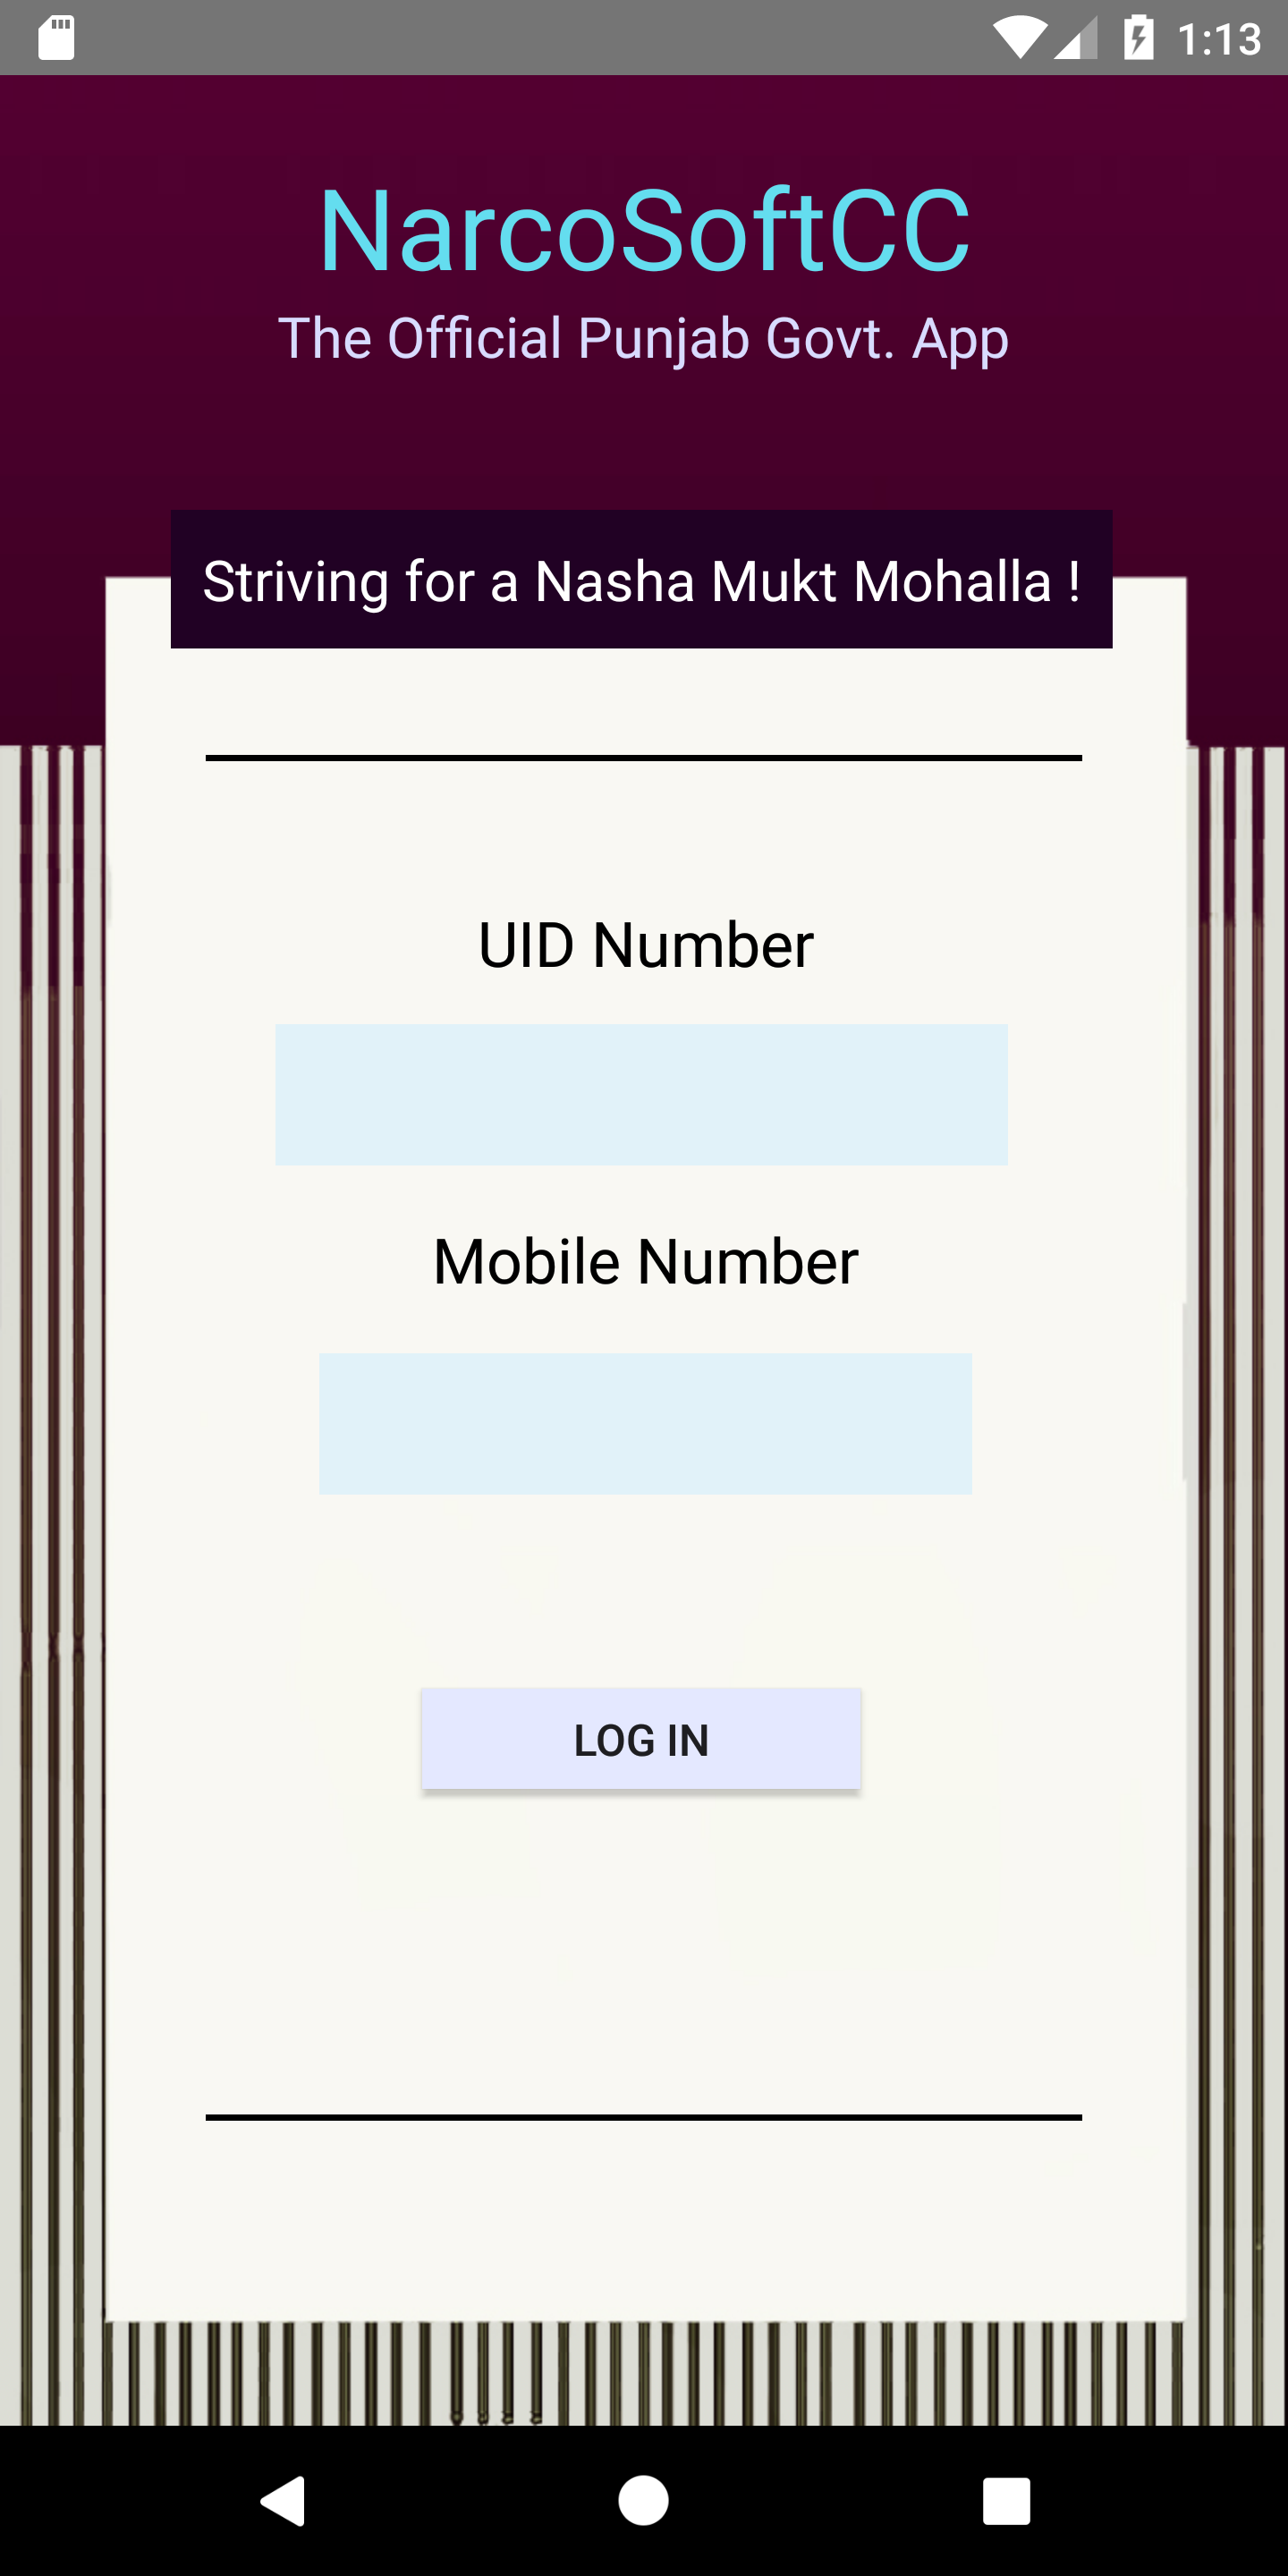 1:13
NarcoSoftCC
The Official Punjab Govt. App
Striving for a Nasha Mukt Mohalla !
UID Number
Mobile Number
LOG IN